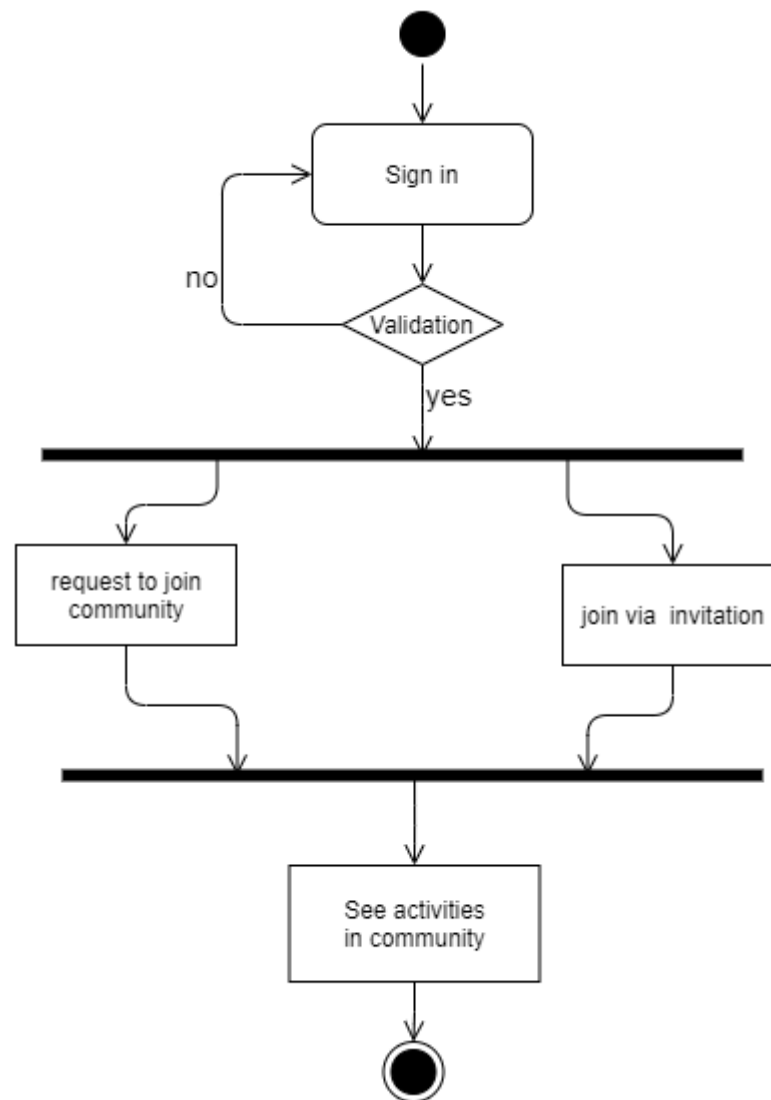 Sign in
no
Validation
yes
request to join
community
join via  invitation
See activities
in community